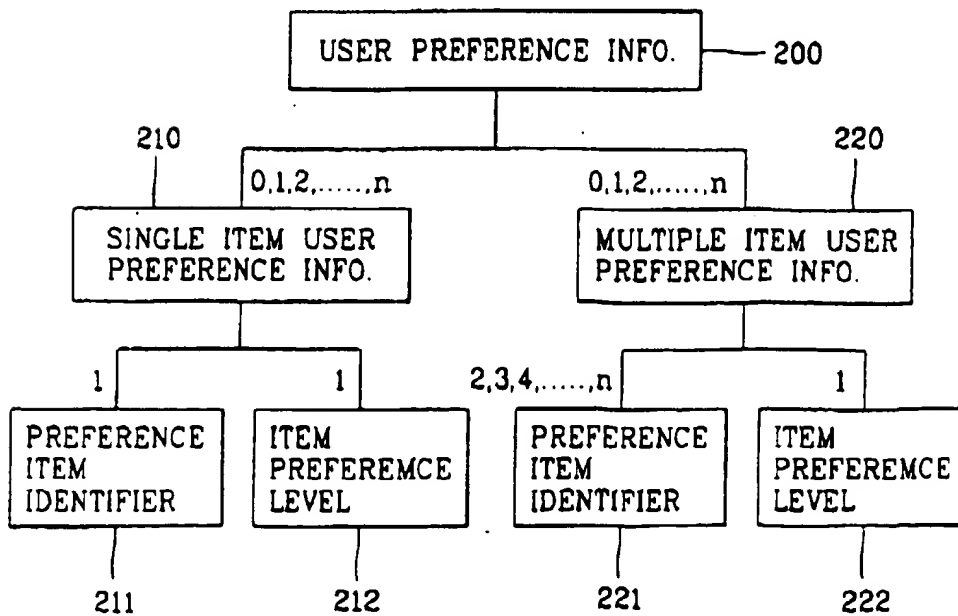 USER PREFERENCE INFO.
200
210
220
0,1,2,.....,n
0,1,2,.....,n
SINGLE ITEM USER
PREFERENCE INFO.
MULTIPLE ITEM USER
PREFERENCE INFO.
1
1
2,3,4,.....,n
1
PREFERENCE
ITEM
IDENTIFIER
ITEM
PREFEREMCE
LEVEL
PREFERENCE
ITEM
IDENTIFIER
ITEM
PREFEREMCE
LEVEL
211
212
221
222